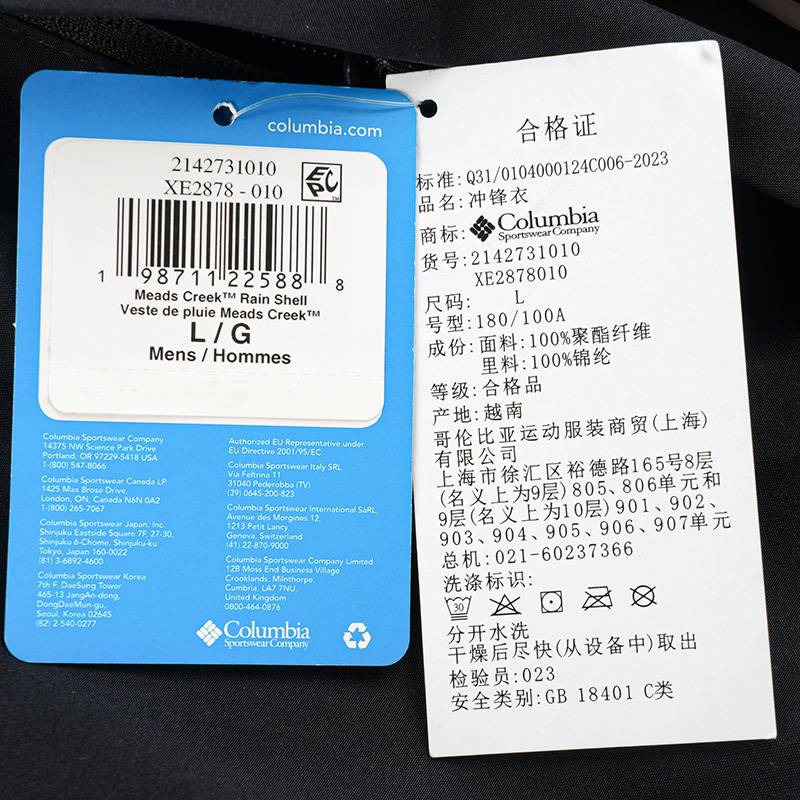 columbia.com
2142731010
XE2878 - 010
EPC™
1 98711 22588 8
Meads Creek™ Rain Shell
Veste de pluie Meads Creek™
L / G
Mens / Hommes
Columbia Sportswear Company
14375 NW Science Park Drive
Portland, OR 97229-5418 USA
1-(800) 547-8066
Columbia Sportswear Canada LP
1425 Max Brose Drive,
London, ON, Canada N6N 0A2
1-(800) 265-7067
Columbia Sportswear Japan, Inc.
Shinjuku Eastside Square 7F, 27-30,
Shinjuku 6-Chome, Shinjuku-ku
Tokyo, Japan 160-0022
(81) 3-6892-4600
Columbia Sportswear Korea
7th F. DaeSung Tower
465-13 JangAn-dong,
DongDaeMun-gu,
Seoul, Korea 02645
(82) 2-540-0277
Authorized EU Representative under
EU Directive 2001/95/EC
Columbia Sportswear Italy SRL
Via Feltrina 11
31040 Pederobba (TV)
(39) 0645-200-823
Columbia Sportswear International SàRL,
Avenue des Morgines 12,
1213 Petit Lancy
Geneva, Switzerland
(41) 22-870-9000
Columbia Sportswear Company Limited
12B Moss End Business Village
Crooklands, Milnthorpe,
Cumbria, LA7 7NU,
United Kingdom
0800-464-0876
Columbia
Sportswear Company
合格证
标准: Q31/0104000124C006-2023
品名: 冲锋衣
商标: Columbia
Sportswear Company
货号: 2142731010
XE2878010
尺码: L
号型: 180/100A
成份: 面料: 100%聚酯纤维
里料: 100%锦纶
等级: 合格品
产地: 越南
哥伦比亚运动服装商贸(上海)
有限公司
上海市徐汇区裕德路165号8层
(名义上为9层) 805、806单元和
9层(名义上为10层) 901、902、
903、904、905、906、907单元
总机: 021-60237366
洗涤标识:
30
分开水洗
干燥后尽快(从设备中)取出
检验员: 023
安全类别: GB 18401 C类